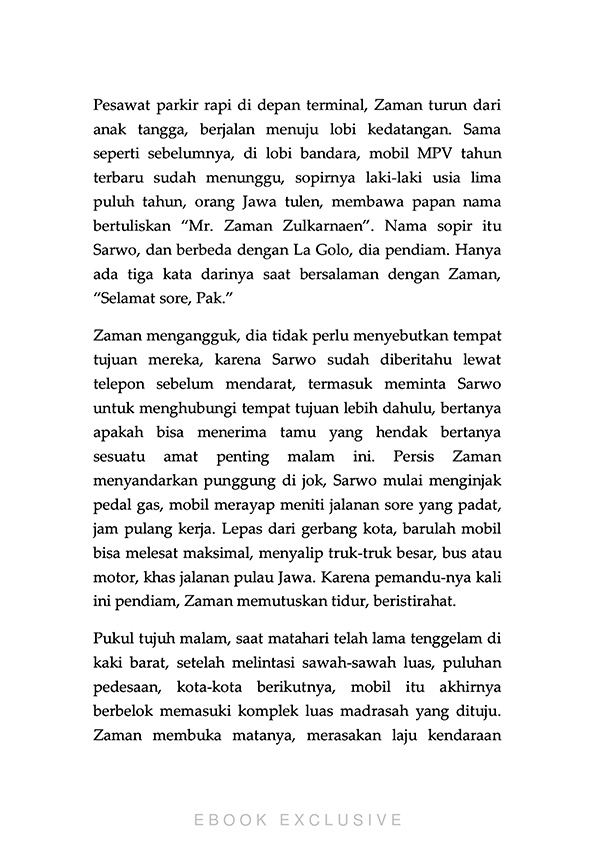 Pesawat parkir rapi di depan terminal, Zaman turun dari
anak tangga, berjalan menuju lobi kedatangan. Sama
seperti sebelumnya, di lobi bandara, mobil MPV tahun
terbaru sudah menunggu, sopirnya laki-laki usia lima
puluh tahun, orang Jawa tulen, membawa papan nama
bertuliskan “Mr. Zaman Zulkarnaen”. Nama sopir itu
Sarwo, dan berbeda dengan La Golo, dia pendiam. Hanya
ada tiga kata darinya saat bersalaman dengan Zaman,
“Selamat sore, Pak.”
Zaman mengangguk, dia tidak perlu menyebutkan tempat
tujuan mereka, karena Sarwo sudah diberitahu lewat
telepon sebelum mendarat, termasuk meminta Sarwo
untuk menghubungi tempat tujuan lebih dahulu, bertanya
apakah bisa menerima tamu yang hendak bertanya
sesuatu amat penting malam ini. Persis Zaman
menyandarkan punggung di jok, Sarwo mulai menginjak
pedal gas, mobil merayap meniti jalanan sore yang padat,
jam pulang kerja. Lepas dari gerbang kota, barulah mobil
bisa melesat maksimal, menyalip truk-truk besar, bus atau
motor, khas jalanan pulau Jawa. Karena pemandu-nya kali
ini pendiam, Zaman memutuskan tidur, beristirahat.
Pukul tujuh malam, saat matahari telah lama tenggelam di
kaki barat, setelah melintasi sawah-sawah luas, puluhan
pedesaan, kota-kota berikutnya, mobil itu akhirnya
berbelok memasuki komplek luas madrasah yang dituju.
Zaman membuka matanya, merasakan laju kendaraan
EBOOK EXCLUSIVE